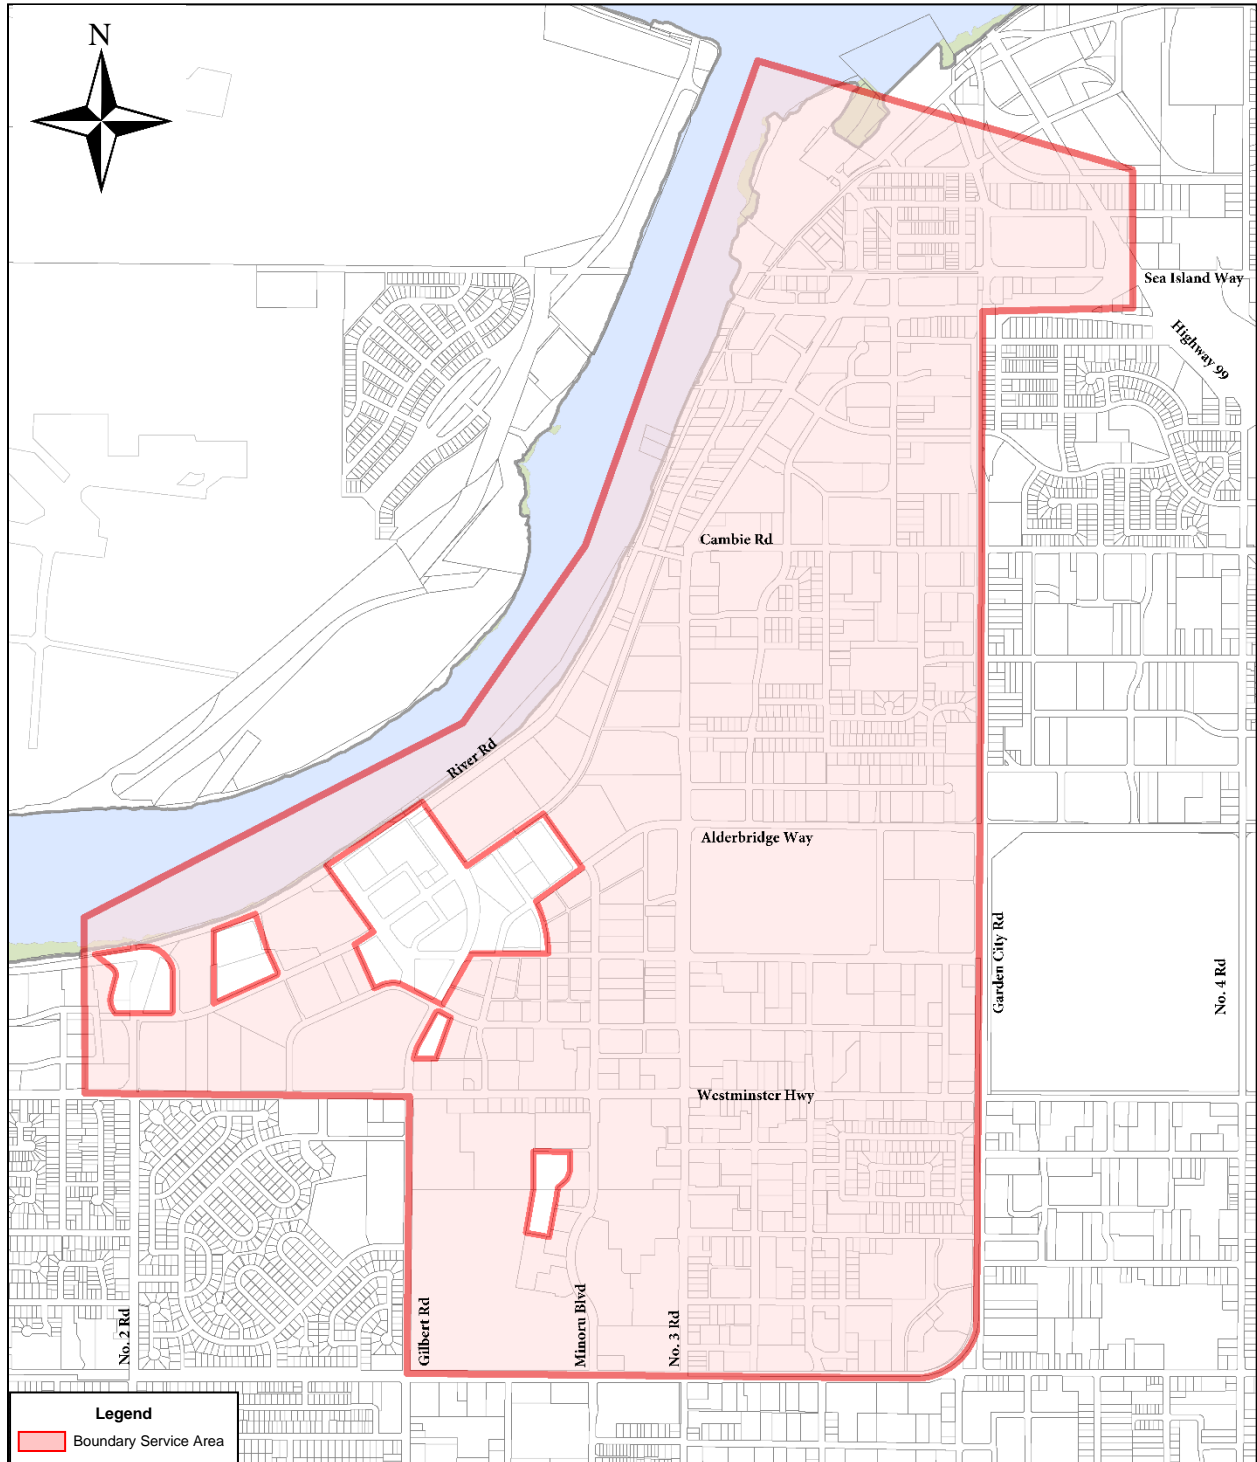 N
Sea Island Way
Highway 99
Cambie Rd
River Rd
Alderbridge Way
Garden City Rd
No. 4 Rd
Westminster Hwy
No. 2 Rd
Gilbert Rd
Minoru Blvd
No. 3 Rd
Legend
Boundary Service Area